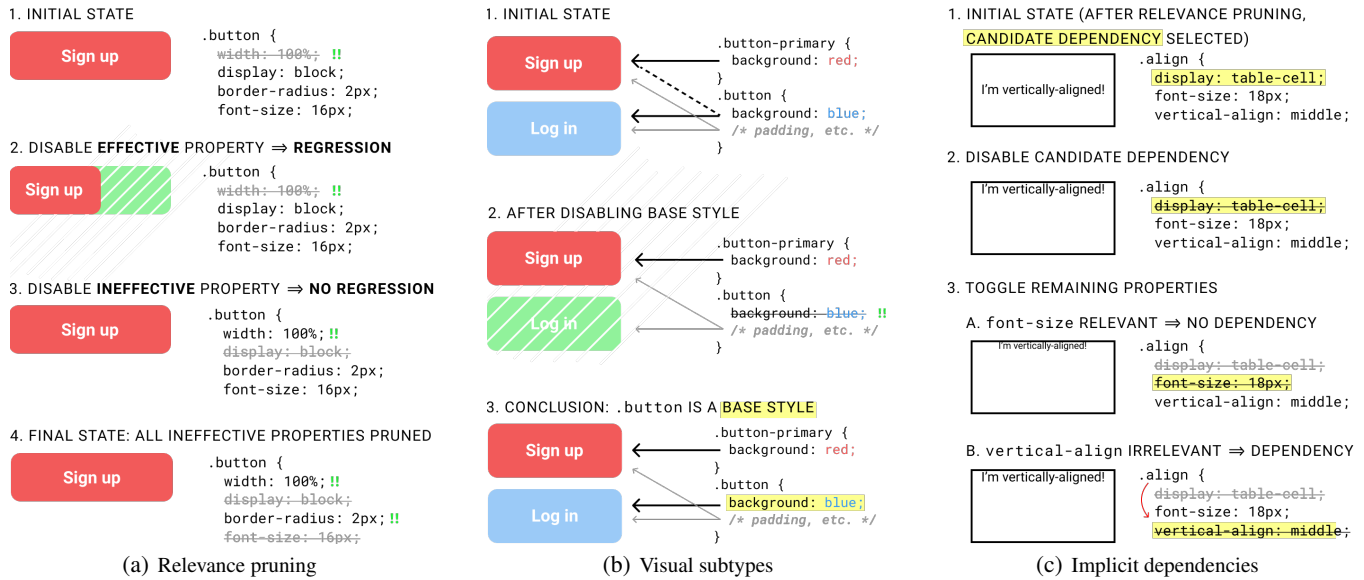 1. INITIAL STATE
Sign up
.button {
width: 100%; !!
display: block;
border-radius: 2px;
font-size: 16px;
2. DISABLE EFFECTIVE PROPERTY ⟹ REGRESSION
Sign up
.button {
width: 100%; !!
display: block;
border-radius: 2px;
font-size: 16px;
3. DISABLE INEFFECTIVE PROPERTY ⟹ NO REGRESSION
Sign up
.button {
width: 100%; !!
display: block;
border-radius: 2px;
font-size: 16px;
4. FINAL STATE: ALL INEFFECTIVE PROPERTIES PRUNED
Sign up
.button {
width: 100%; !!
display: block;
border-radius: 2px; !!
font-size: 16px;
(a) Relevance pruning
1. INITIAL STATE
Sign up
Log in
.button-primary {
background: red;
}
.button {
background: blue;
/* padding, etc. */
}
2. AFTER DISABLING BASE STYLE
Sign up
Log in
.button-primary {
background: red;
}
.button {
background: blue; !!
/* padding, etc. */
}
3. CONCLUSION: .button IS A BASE STYLE
Sign up
Log in
.button-primary {
background: red;
}
.button {
background: blue;
/* padding, etc. */
}
(b) Visual subtypes
1. INITIAL STATE (AFTER RELEVANCE PRUNING,
CANDIDATE DEPENDENCY SELECTED)
I'm vertically-aligned!
.align {
display: table-cell;
font-size: 18px;
vertical-align: middle;
2. DISABLE CANDIDATE DEPENDENCY
I'm vertically-aligned!
.align {
display: table-cell;
font-size: 18px;
vertical-align: middle;
3. TOGGLE REMAINING PROPERTIES
A. font-size RELEVANT ⟹ NO DEPENDENCY
I'm vertically-aligned!
.align {
display: table-cell;
font-size: 18px;
vertical-align: middle;
B. vertical-align IRRELEVANT ⟹ DEPENDENCY
I'm vertically-aligned!
.align {
display: table-cell;
font-size: 18px;
vertical-align: middle;
(c) Implicit dependencies